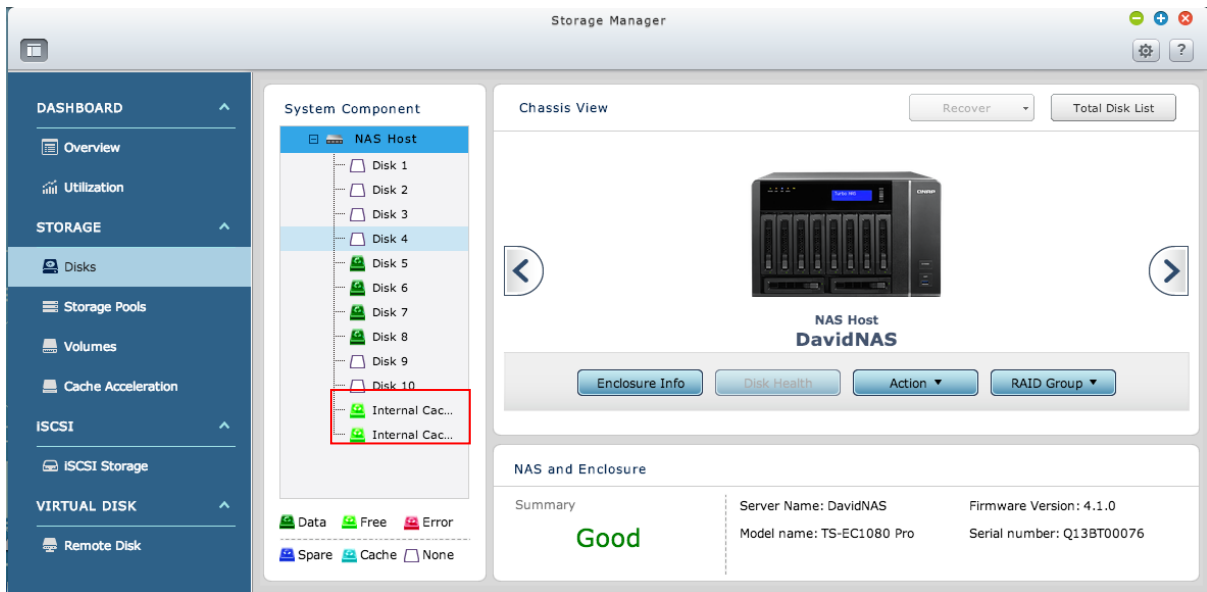 Storage Manager
?
DASHBOARD
Overview
Utilization
STORAGE
Disks
Storage Pools
Volumes
Cache Acceleration
iSCSI
iSCSI Storage
VIRTUAL DISK
Remote Disk
System Component
NAS Host
Disk 1
Disk 2
Disk 3
Disk 4
Disk 5
Disk 6
Disk 7
Disk 8
Disk 9
Disk 10
Internal Cac...
Internal Cac...
Data Free Error
Spare Cache None
Chassis View
Recover
Total Disk List
Turbo NAS
QNAP
NAS Host
DavidNAS
Enclosure Info
Disk Health
Action
RAID Group
NAS and Enclosure
Summary
Good
Server Name: DavidNAS
Model name: TS-EC1080 Pro
Firmware Version: 4.1.0
Serial number: Q13BT00076